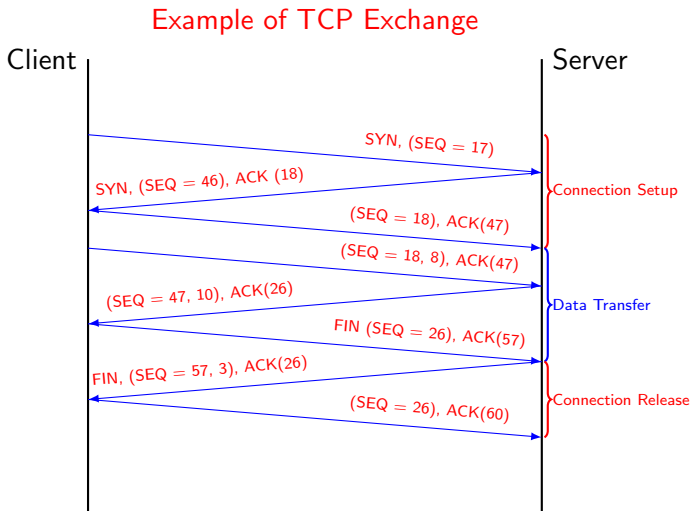 Example of TCP Exchange
Client
Server
SYN, (SEQ = 17)
SYN, (SEQ = 46), ACK (18)
Connection Setup
(SEQ = 18), ACK(47)
(SEQ = 18, 8), ACK(47)
(SEQ = 47, 10), ACK(26)
Data Transfer
FIN (SEQ = 26), ACK(57)
FIN, (SEQ = 57, 3), ACK(26)
Connection Release
(SEQ = 26), ACK(60)